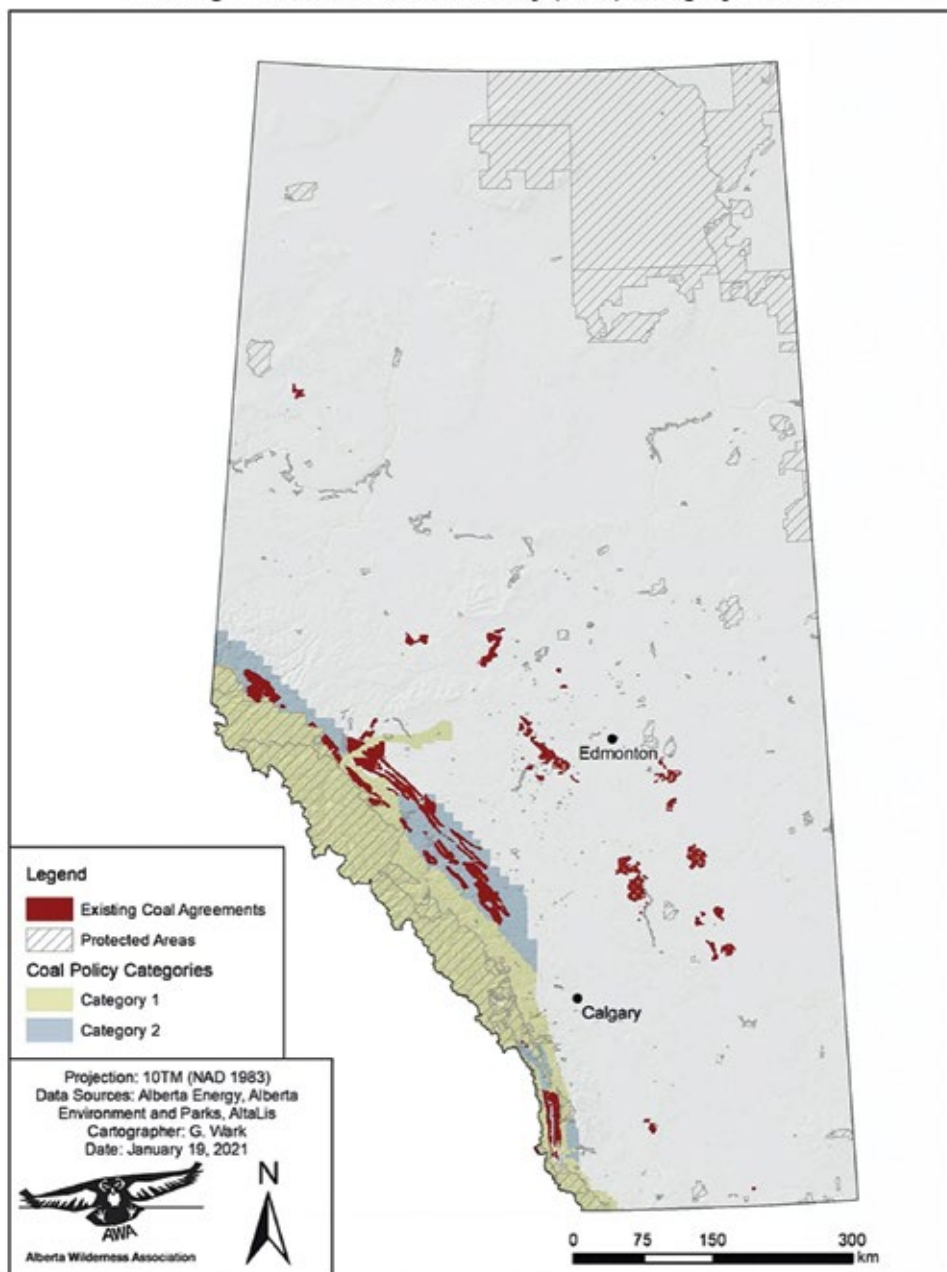 Edmonton
Calgary
Legend
Existing Coal Agreements
Protected Areas
Coal Policy Categories
Category 1
Category 2
Projection: 10TM (NAD 1983)
Data Sources: Alberta Energy, Alberta
Environment and Parks, AltaLis
Cartographer: G. Wark
Date: January 19, 2021
N
AWA
Alberta Wilderness Association
0 75 150 300
km